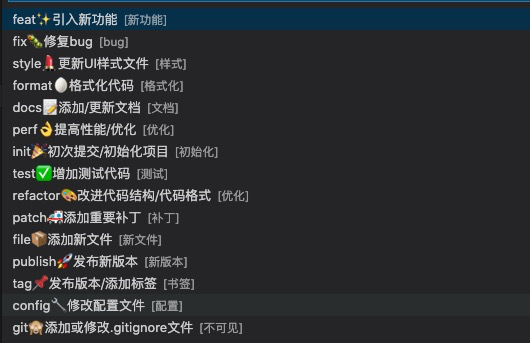 feat✨引入新功能 [新功能]
fix🐛修复bug [bug]
style💄更新UI样式文件 [样式]
format🥚格式化代码 [格式化]
docs📝添加/更新文档 [文档]
perf👌提高性能/优化 [优化]
init🎉初次提交/初始化项目 [初始化]
test✅增加测试代码 [测试]
refactor🎨改进代码结构/代码格式 [优化]
patch🚑添加重要补丁 [补丁]
file📦添加新文件 [新文件]
publish🚀发布新版本 [新版本]
tag📌发布版本/添加标签 [书签]
config🔧修改配置文件 [配置]
git🙈添加或修改.gitignore文件 [不可见]